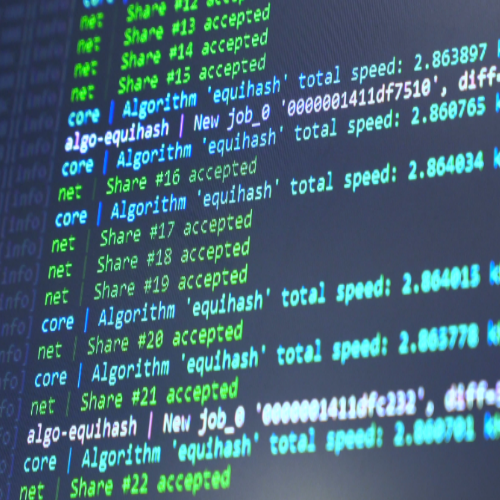 net | Share #12 accepted
net | Share #13 accepted
net | Share #14 accepted
net | Share #15 accepted
core | Algorithm 'equihash' total speed: 2.863897
algo-equihash | New job_0 '0000001411df7510', diff
core | Algorithm 'equihash' total speed: 2.860765
net | Share #16 accepted
core | Algorithm 'equihash' total speed: 2.864034 k
net | Share #17 accepted
net | Share #18 accepted
net | Share #19 accepted
core | Algorithm 'equihash' total speed: 2.864015 k
net | Share #20 accepted
core | Algorithm 'equihash' total speed: 2.863778 k
net | Share #21 accepted
algo-equihash | New job_0 '0000001411dfc232', diff=
core | Algorithm 'equihash' total speed: 2.860701 k
net | Share #22 accepted